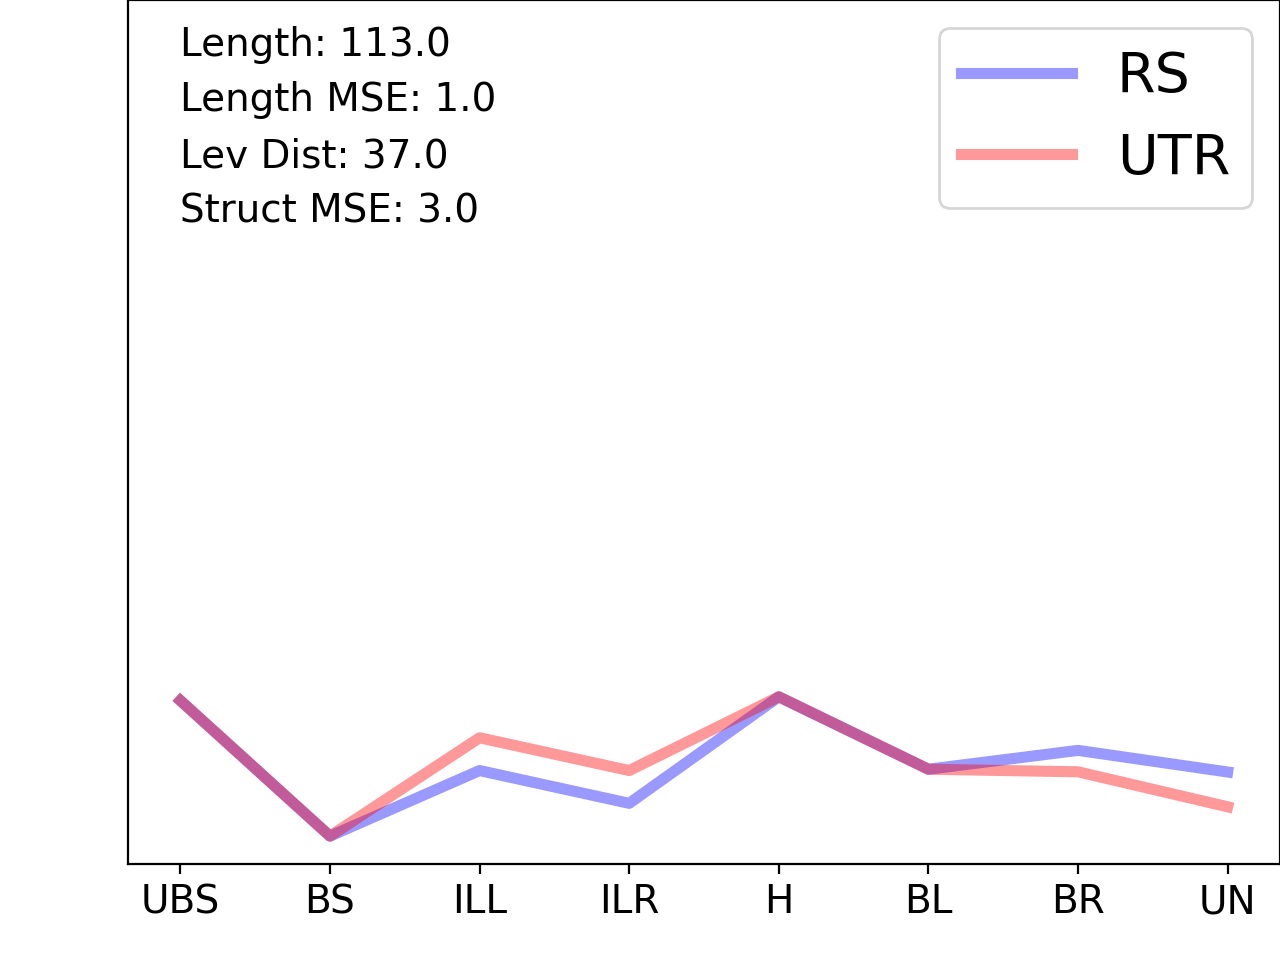 Length: 113.0
Length MSE: 1.0
Lev Dist: 37.0
Struct MSE: 3.0
RS
UTR
UBS BS ILL ILR H BL BR UN